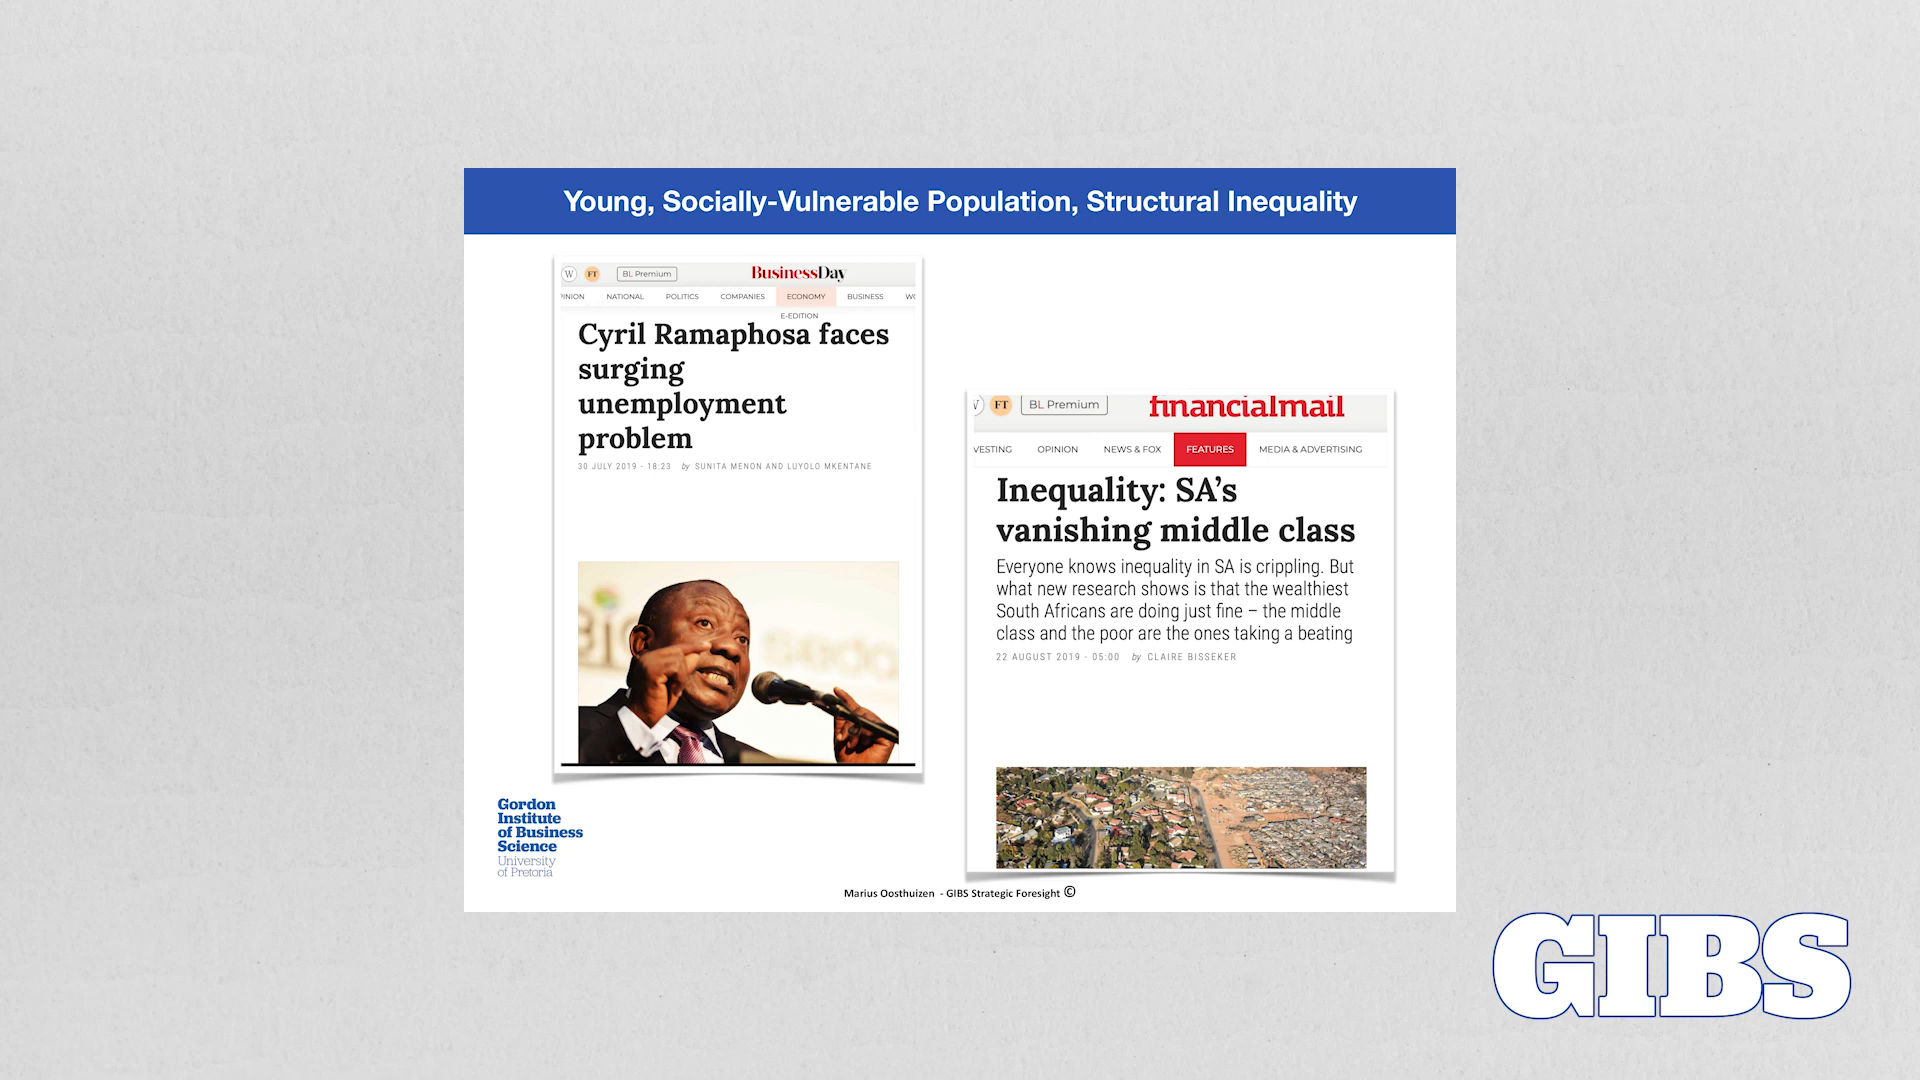 Young, Socially-Vulnerable Population, Structural Inequality
W FT BL Premium BusinessDay
INION NATIONAL POLITICS COMPANIES ECONOMY BUSINESS WO
E-EDITION
Cyril Ramaphosa faces
surging
unemployment
problem
30 JULY 2019 - 18:23 by SUNITA MENON AND LUYOLO MKENTANE
FT BL Premium financialmail
VESTING OPINION NEWS & FOX FEATURES MEDIA & ADVERTISING
Inequality: SA’s
vanishing middle class
Everyone knows inequality in SA is crippling. But
what new research shows is that the wealthiest
South Africans are doing just fine – the middle
class and the poor are the ones taking a beating
22 AUGUST 2019 - 05:00 by CLAIRE BISSEKER
Gordon
Institute
of Business
Science
University
of Pretoria
Marius Oosthuizen - GIBS Strategic Foresight ©
GIBS